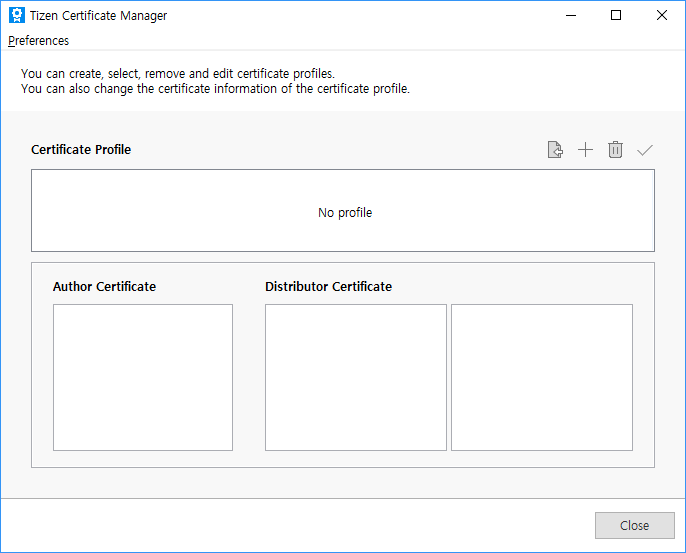 Tizen Certificate Manager
Preferences
You can create, select, remove and edit certificate profiles.
You can also change the certificate information of the certificate profile.
Certificate Profile
No profile
Author Certificate
Distributor Certificate
Close